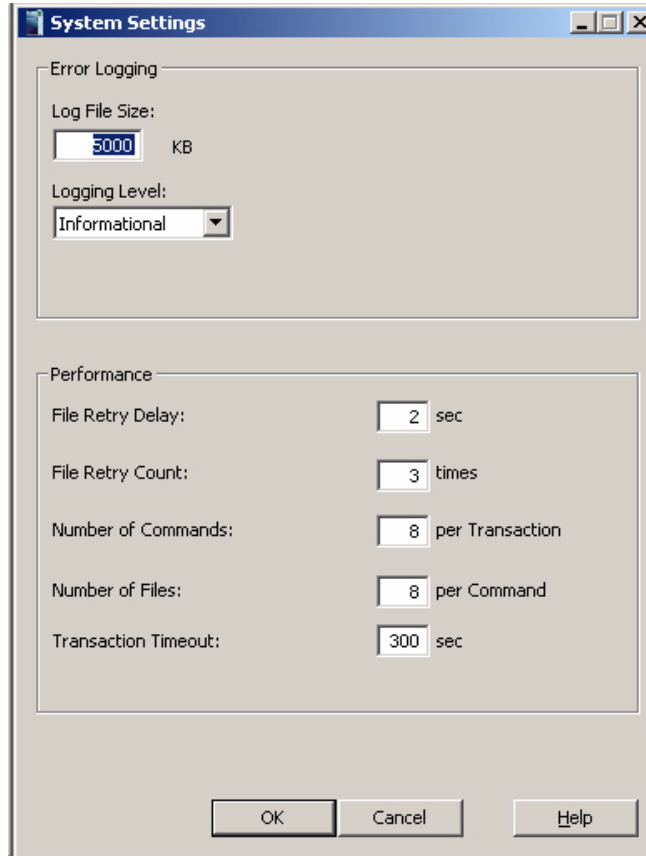 System Settings
Error Logging
Log File Size:
5000 KB
Logging Level:
Informational
Performance
File Retry Delay: 2 sec
File Retry Count: 3 times
Number of Commands: 8 per Transaction
Number of Files: 8 per Command
Transaction Timeout: 300 sec
OK Cancel Help